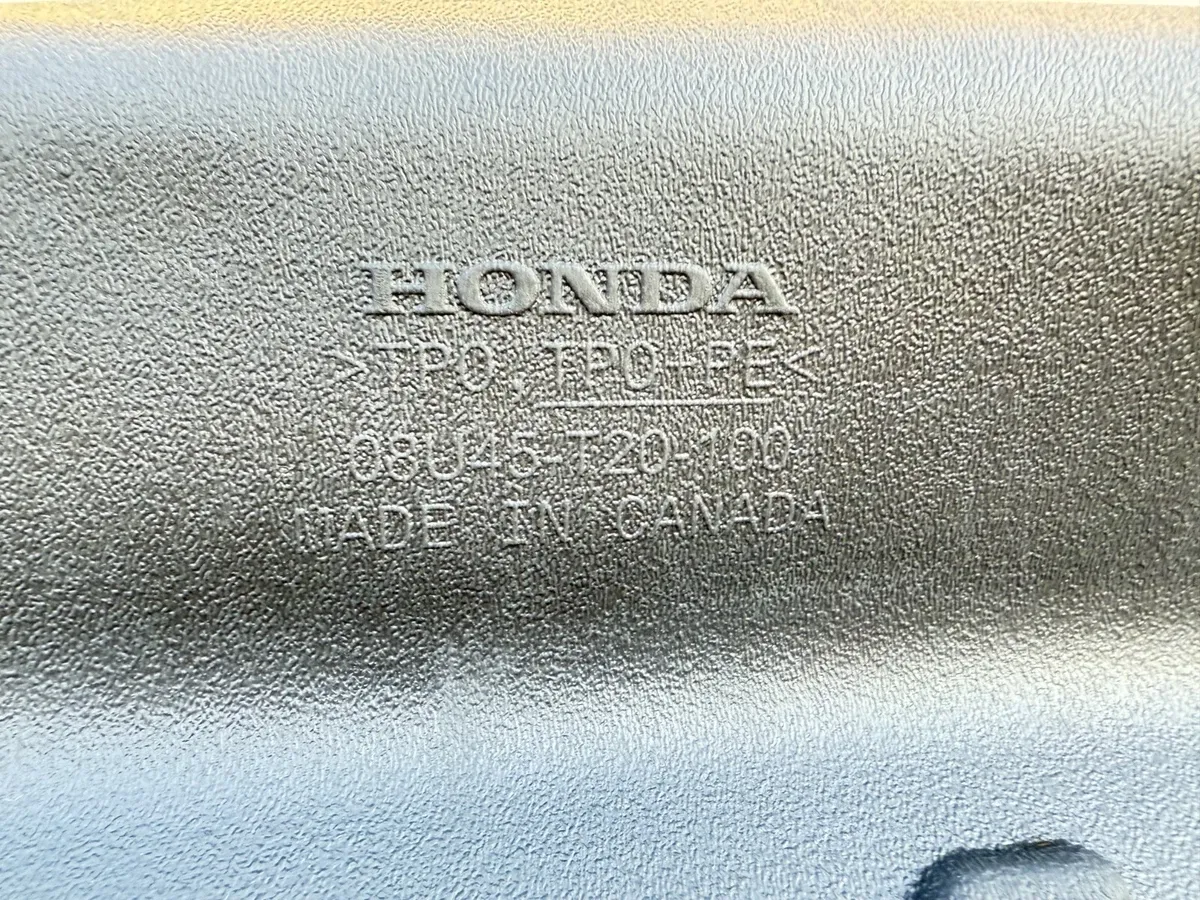 HONDA
>TPO,TPO+PE<
08U45-T20-100
MADE IN CANADA